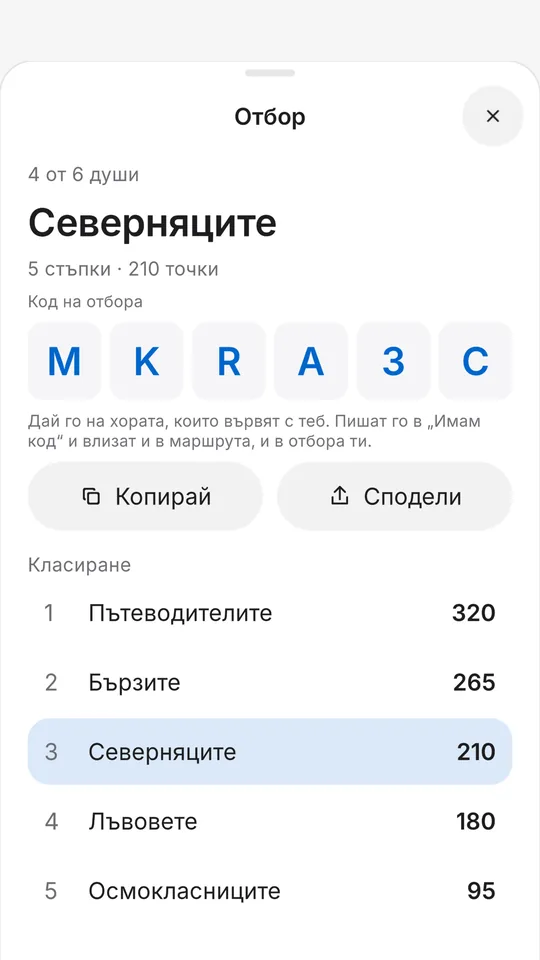 Отбор
4 от 6 души
Северняците
5 стъпки · 210 точки
Код на отбора
M K R A 3 C
Дай го на хората, които вървят с теб. Пишат го в „Имам
код“ и влизат и в маршрута, и в отбора ти.
Копирай Сподели
Класиране
1 Пътеводителите 320
2 Бързите 265
3 Северняците 210
4 Лъвовете 180
5 Осмокласниците 95